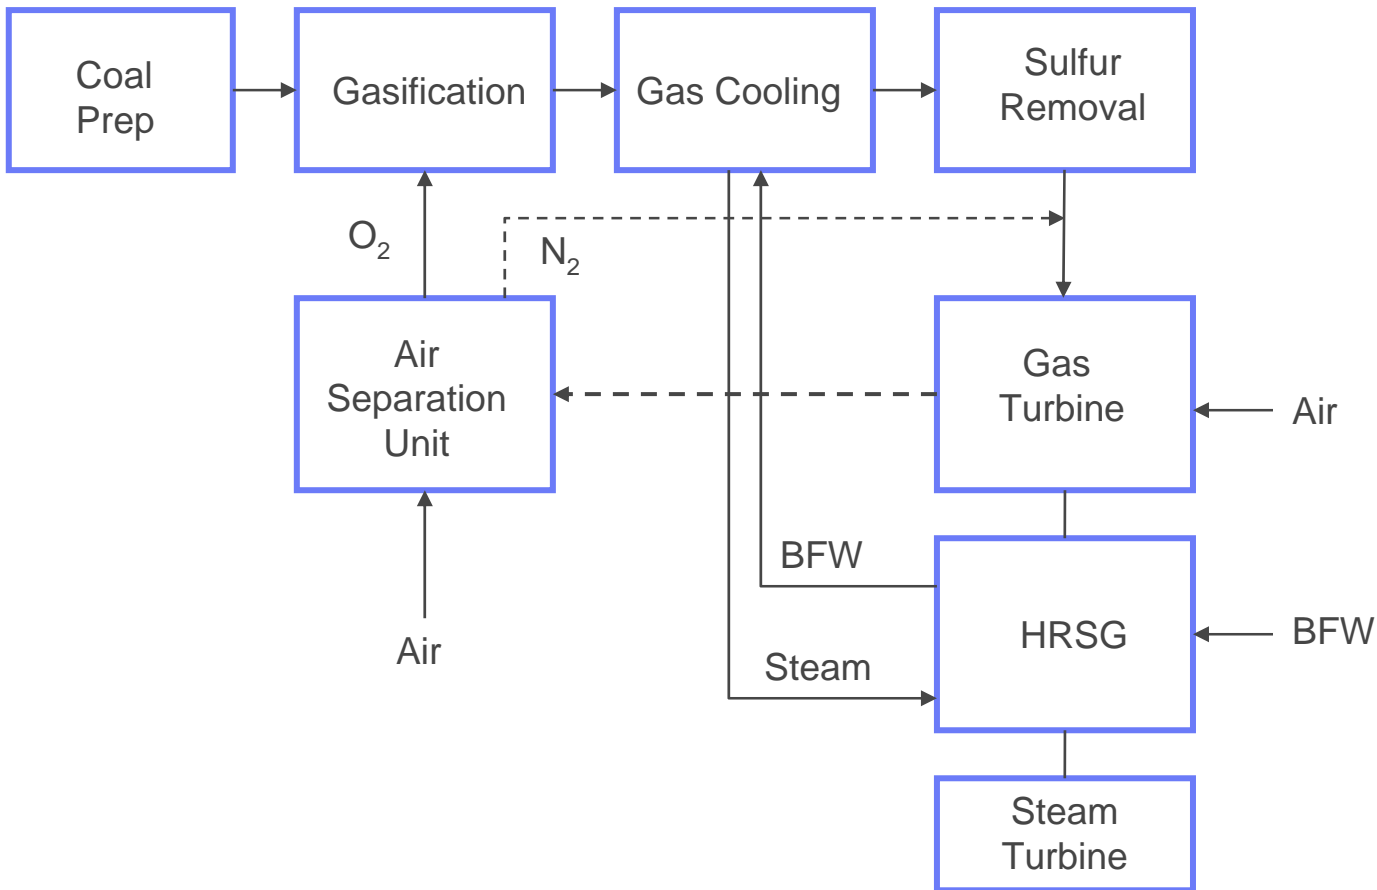 Coal
Prep
Gasification
Gas Cooling
Sulfur
Removal
O₂
N₂
Air
Separation
Unit
Gas
Turbine
Air
BFW
HRSG
BFW
Air
Steam
Steam
Turbine